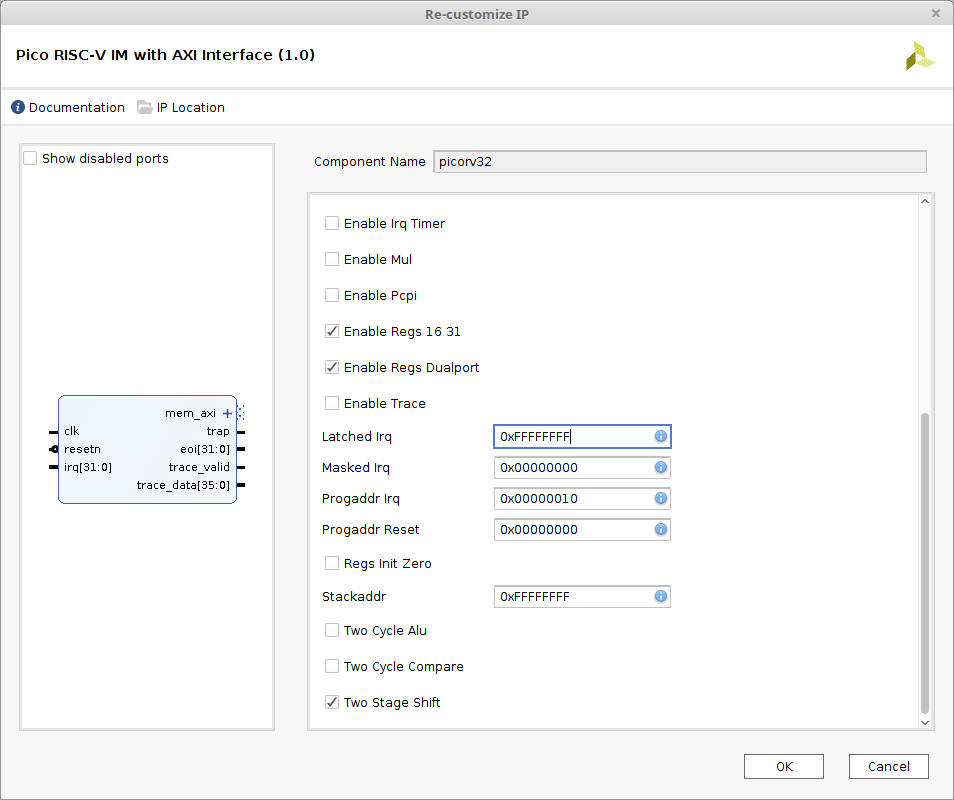 Re-customize IP
Pico RISC-V IM with AXI Interface (1.0)
Documentation IP Location
Show disabled ports
mem_axi
clk trap
resetn eoi[31:0]
irq[31:0] trace_valid
trace_data[35:0]
Component Name picorv32
Enable Irq Timer
Enable Mul
Enable Pcpi
Enable Regs 16 31
Enable Regs Dualport
Enable Trace
Latched Irq 0xFFFFFFFF
Masked Irq 0x00000000
Progaddr Irq 0x00000010
Progaddr Reset 0x00000000
Regs Init Zero
Stackaddr 0xFFFFFFFF
Two Cycle Alu
Two Cycle Compare
Two Stage Shift
OK Cancel